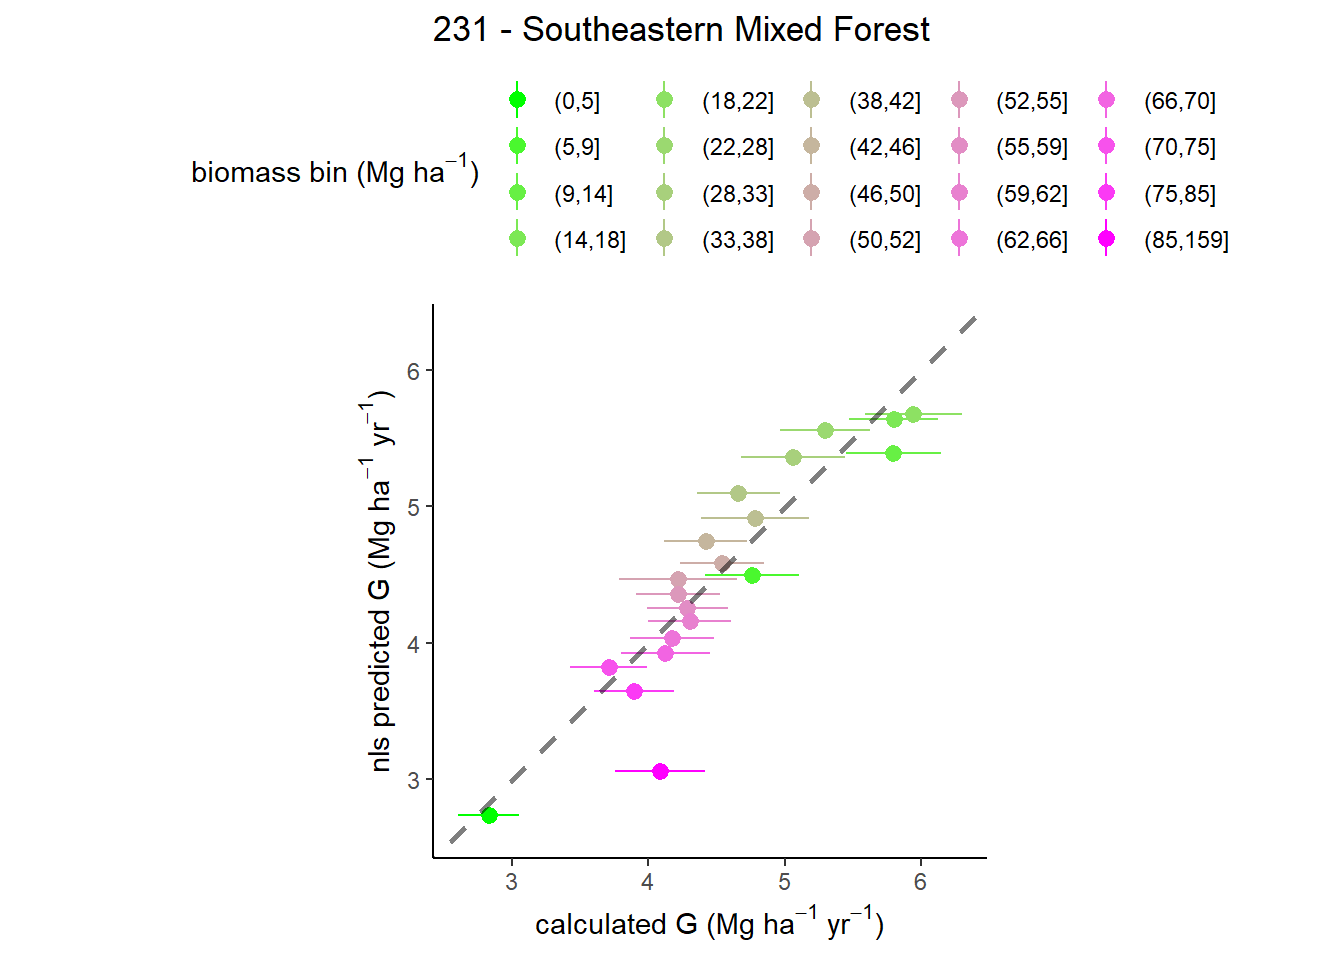 231 - Southeastern Mixed Forest
(0,5] (18,22] (38,42] (52,55] (66,70]
(5,9] (22,28] (42,46] (55,59] (70,75]
biomass bin (Mg ha⁻¹)
(9,14] (28,33] (46,50] (59,62] (75,85]
(14,18] (33,38] (50,52] (62,66] (85,159]
nls predicted G (Mg ha⁻¹ yr⁻¹)
6
5
4
3
3 4 5 6
calculated G (Mg ha⁻¹ yr⁻¹)